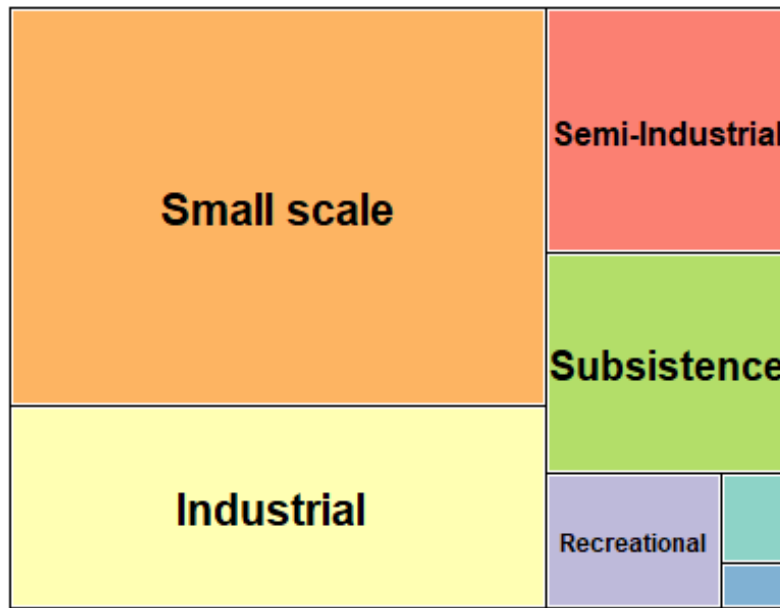 Small scale
Semi-Industrial
Subsistence
Industrial
Recreational